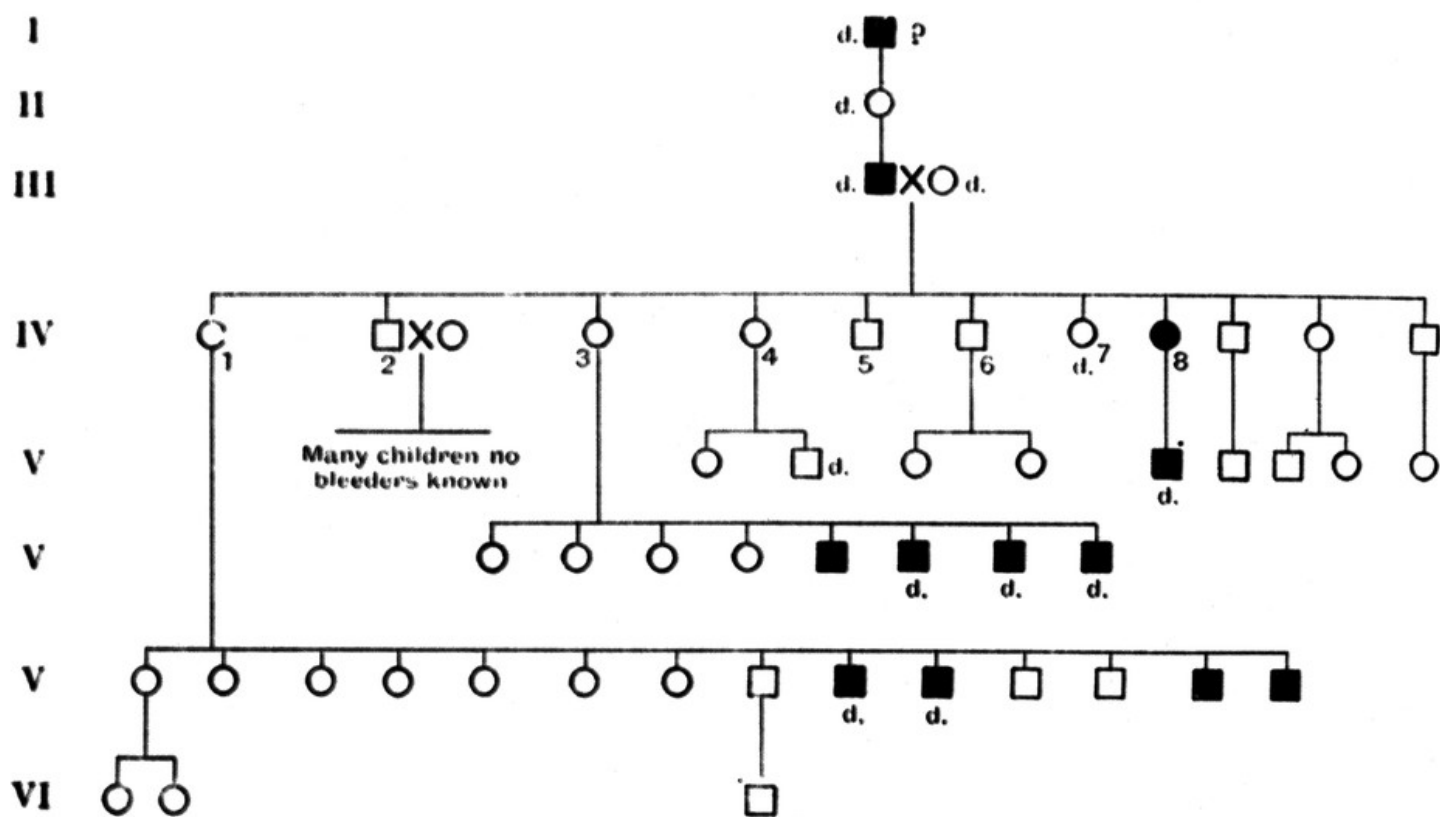 I
d. ?
II
d.
III
d. X d.
IV
1 2 X 3 4 5 6 d. 7 8
V
Many children no
bleeders known
d.
d.
V
d. d. d.
V
d. d.
VI